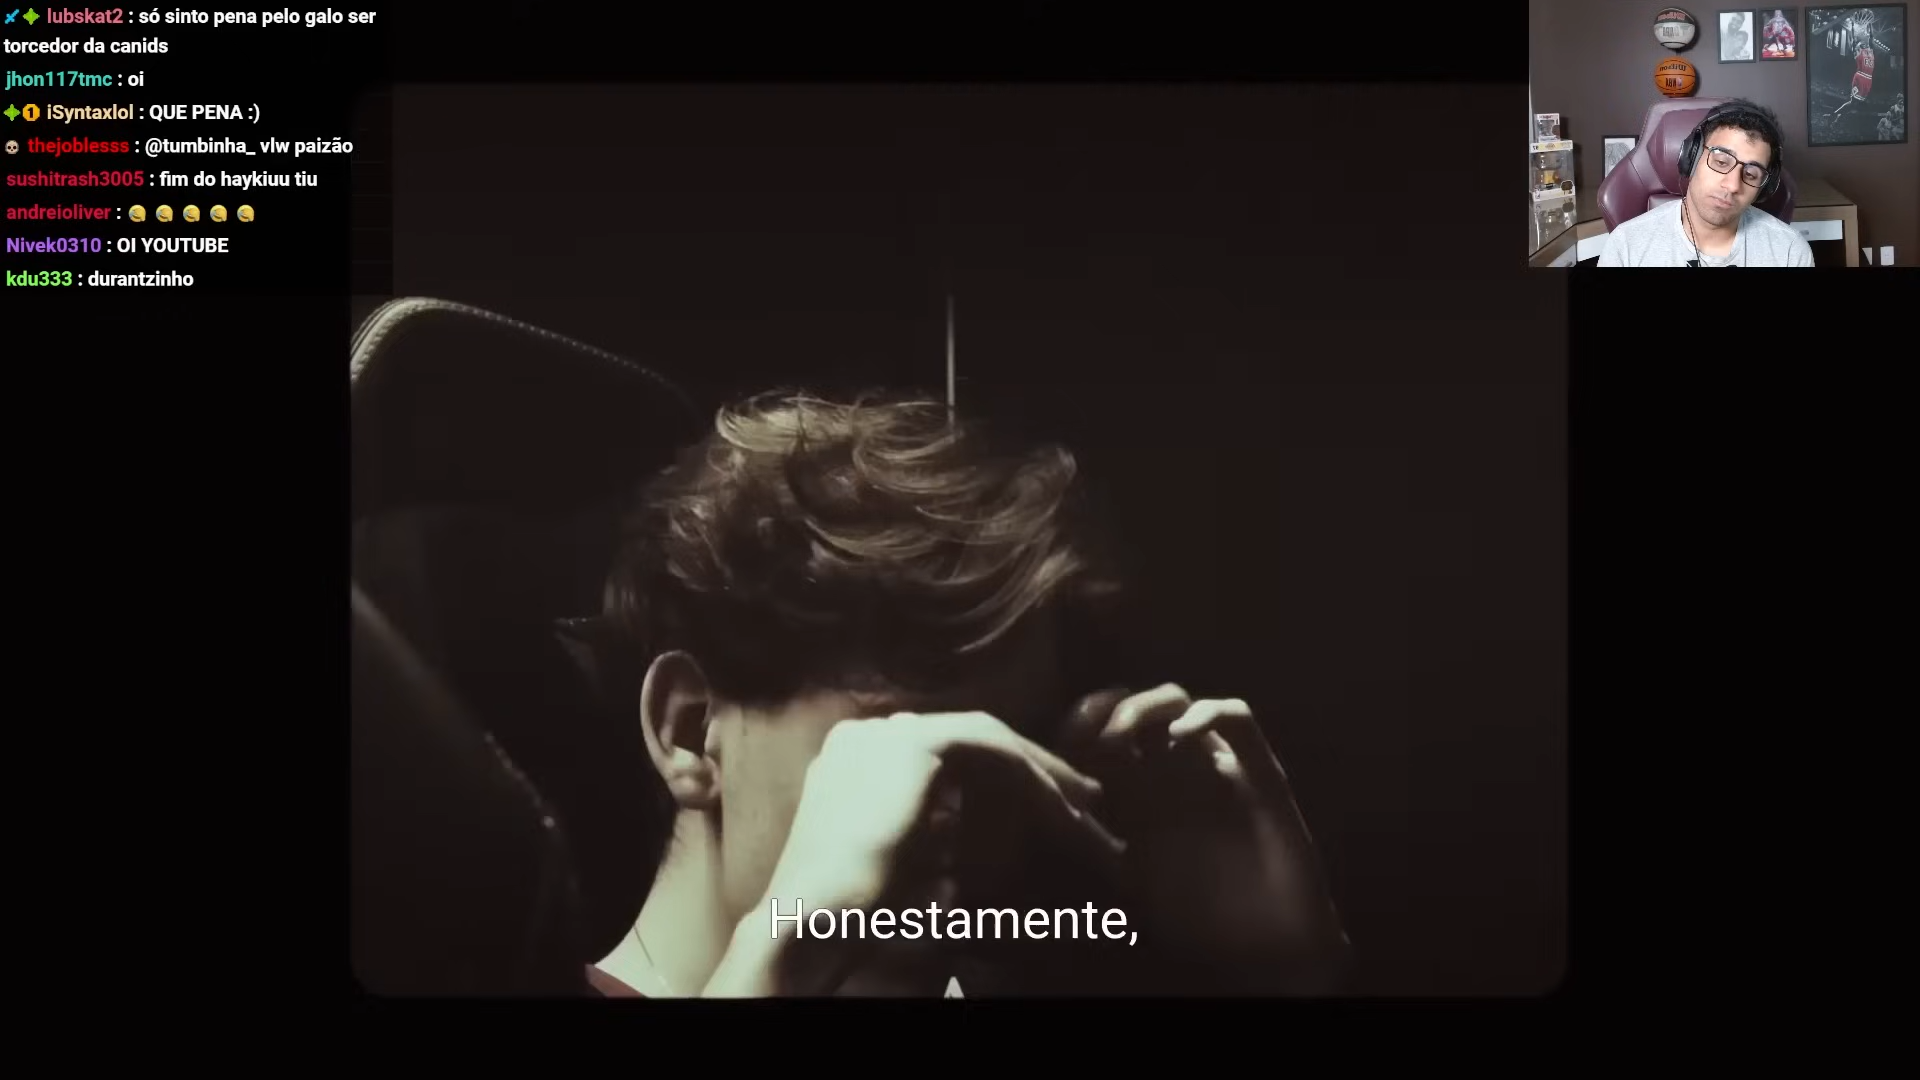 lubskat2 : só sinto pena pelo galo ser
torcedor da canids
jhon117tmc : oi
iSyntaxlol : QUE PENA :)
thejoblesss : @tumbinha_ vlw paizão
sushitrash3005 : fim do haykiuu tiu
andreioliver :
Nivek0310 : OI YOUTUBE
kdu333 : durantzinho
Honestamente,